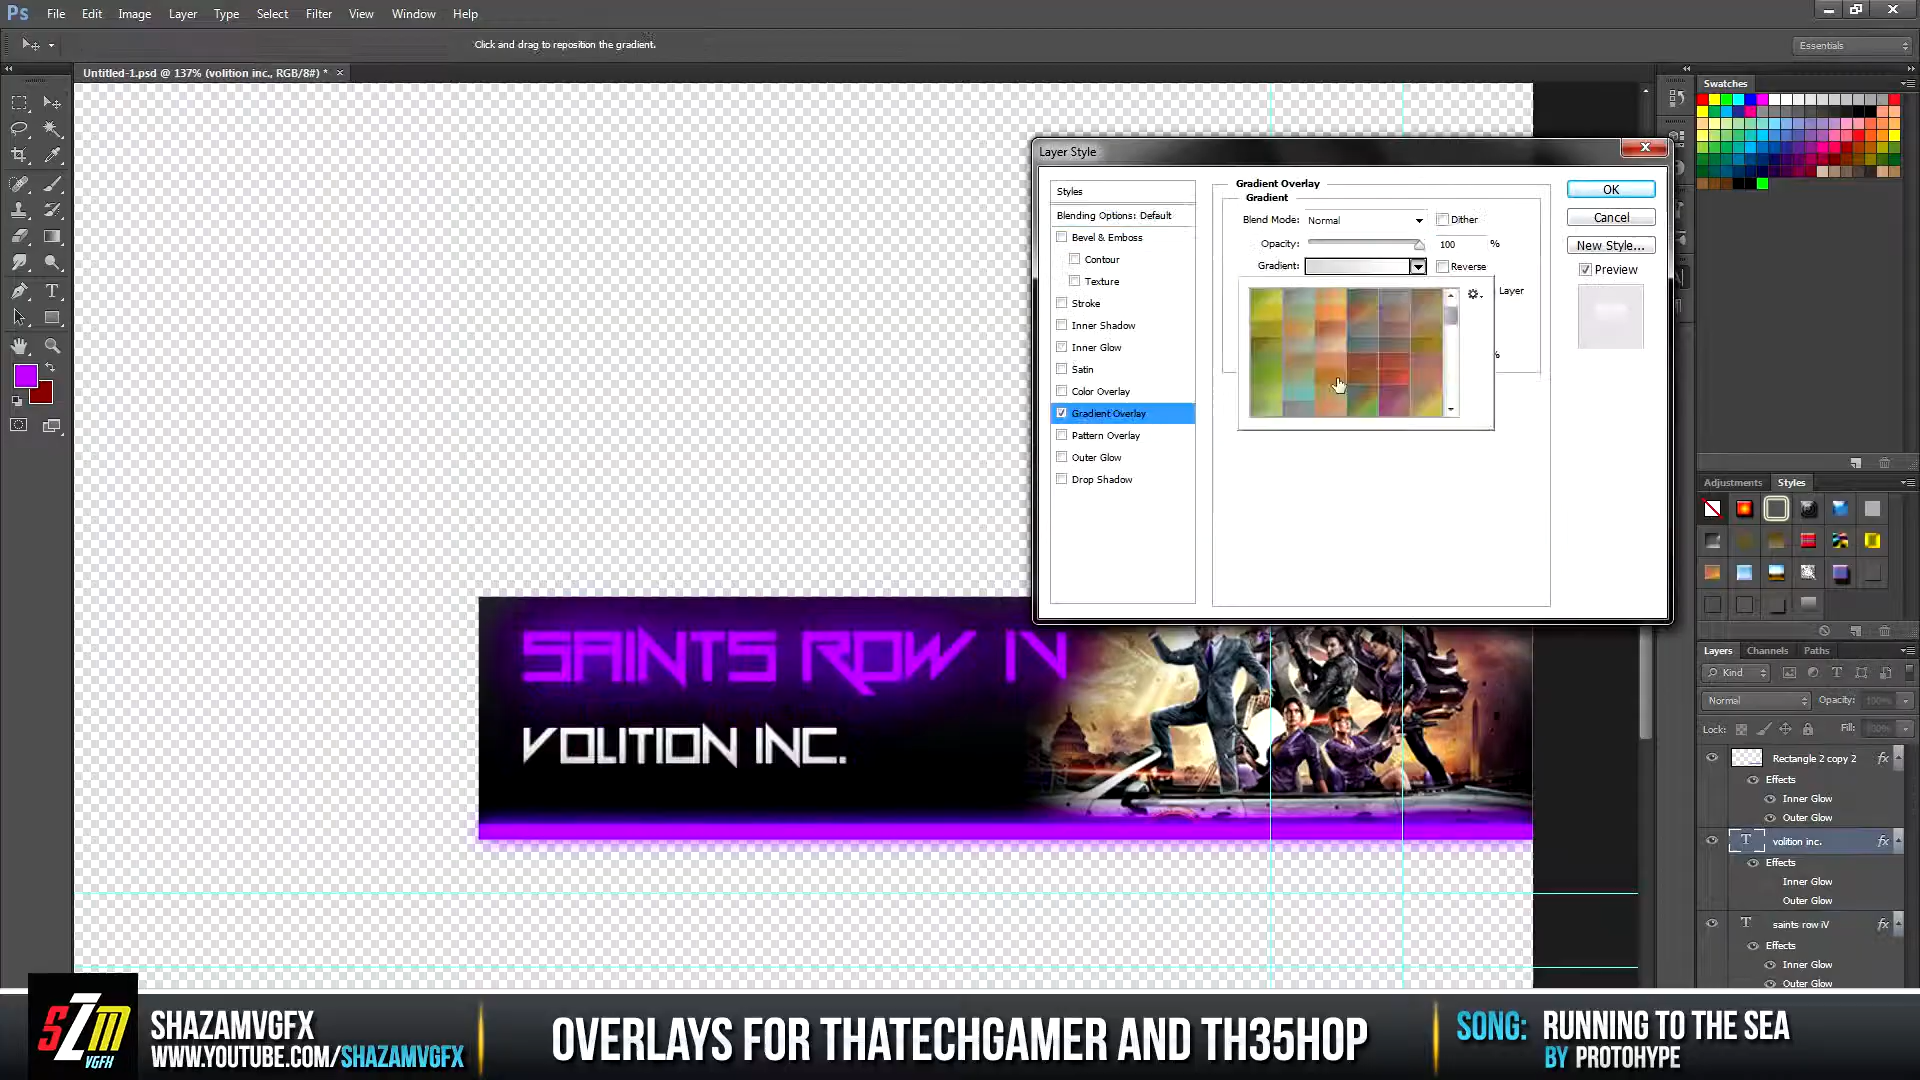 Ps File Edit Image Layer Type Select Filter View Window Help
Click and drag to reposition the gradient.
Essentials
Untitled-1.psd @ 137% (volition inc., RGB/8#) *
Swatches
Layer Style
Styles
Blending Options: Default
Bevel & Emboss
Contour
Texture
Stroke
Inner Shadow
Inner Glow
Satin
Color Overlay
Gradient Overlay
Pattern Overlay
Outer Glow
Drop Shadow
Gradient Overlay
Gradient
Blend Mode: Normal Dither
Opacity: 100 %
Gradient: Reverse
Layer
%
OK
Cancel
New Style...
Preview
Adjustments Styles
Layers Channels Paths
Kind
Normal Opacity: 100%
Lock: Fill: 100%
Rectangle 2 copy 2 fx
Effects
Inner Glow
Outer Glow
T volition inc. fx
Effects
Inner Glow
Outer Glow
T saints row iV fx
Effects
Inner Glow
Outer Glow
SAINTS ROW IV
VOLITION INC.
SZM
VGFX
SHAZAMVGFX
WWW.YOUTUBE.COM/SHAZAMVGFX
OVERLAYS FOR THATECHGAMER AND TH35HOP
SONG: RUNNING TO THE SEA
BY PROTOHYPE